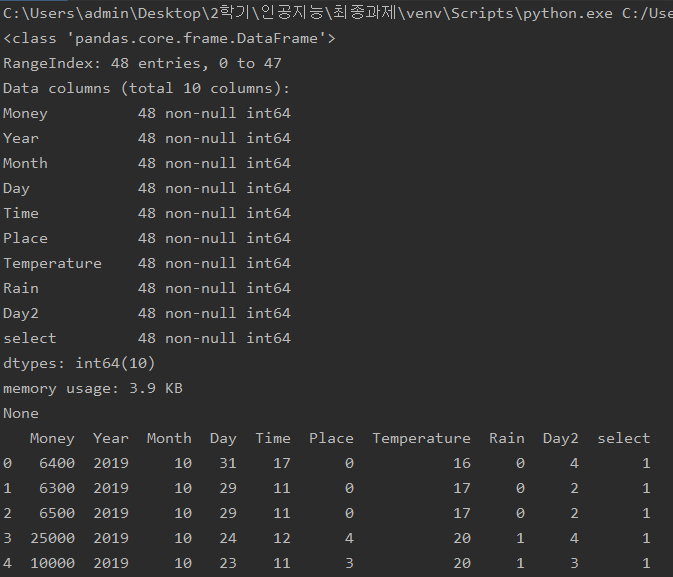 C:\Users\admin\Desktop\2학기\인공지능\최종과제\venv\Scripts\python.exe C:/Use
<class 'pandas.core.frame.DataFrame'>
RangeIndex: 48 entries, 0 to 47
Data columns (total 10 columns):
Money          48 non-null int64
Year           48 non-null int64
Month          48 non-null int64
Day            48 non-null int64
Time           48 non-null int64
Place          48 non-null int64
Temperature    48 non-null int64
Rain           48 non-null int64
Day2           48 non-null int64
select         48 non-null int64
dtypes: int64(10)
memory usage: 3.9 KB
None
   Money  Year  Month  Day  Time  Place  Temperature  Rain  Day2  select
0   6400  2019     10   31    17      0           16     0     4       1
1   6300  2019     10   29    11      0           17     0     2       1
2   6500  2019     10   29    11      0           17     0     2       1
3  25000  2019     10   24    12      4           20     1     4       1
4  10000  2019     10   23    11      3           20     1     3       1